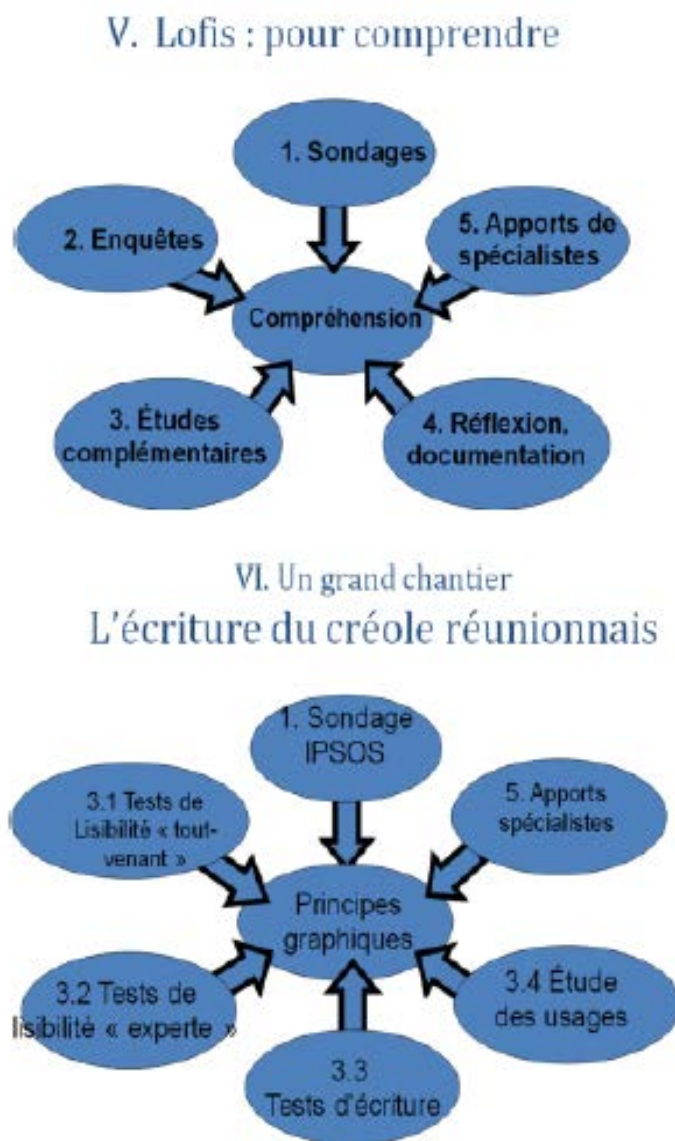 V. Lofis : pour comprendre
1. Sondages
2. Enquêtes
5. Apports de
spécialistes
Compréhension
3. Études
complémentaires
4. Réflexion,
documentation
VI. Un grand chantier
L'écriture du créole réunionnais
1. Sondage
IPSOS
3.1 Tests de
Lisibilité « tout-
venant »
5. Apports
spécialistes
Principes
graphiques
3.2 Tests de
lisibilité « experte »
3.4 Étude
des usages
3.3
Tests d'écriture